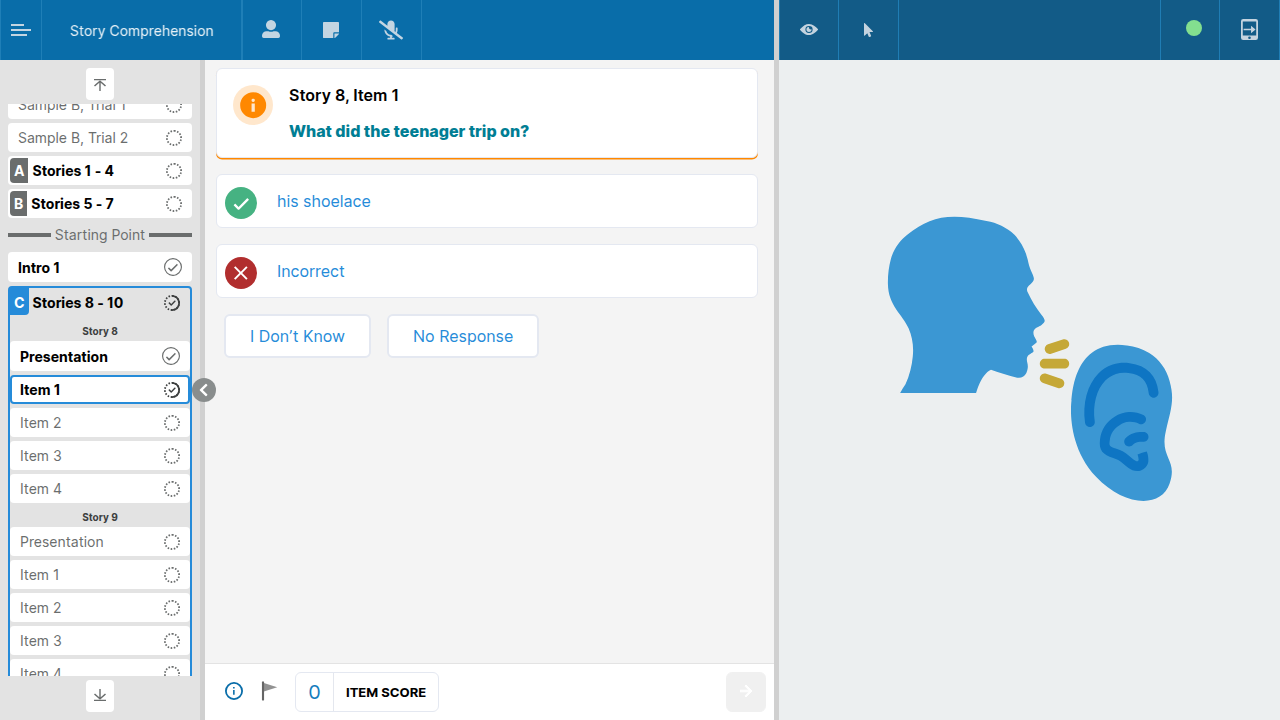 Story Comprehension
Sample B, Trial 1
Sample B, Trial 2
A Stories 1 - 4
B Stories 5 - 7
Starting Point
Intro 1
C Stories 8 - 10
Story 8
Presentation
Item 1
Item 2
Item 3
Item 4
Story 9
Presentation
Item 1
Item 2
Item 3
Item 4
Story 8, Item 1
What did the teenager trip on?
his shoelace
Incorrect
I Don't Know
No Response
0 ITEM SCORE